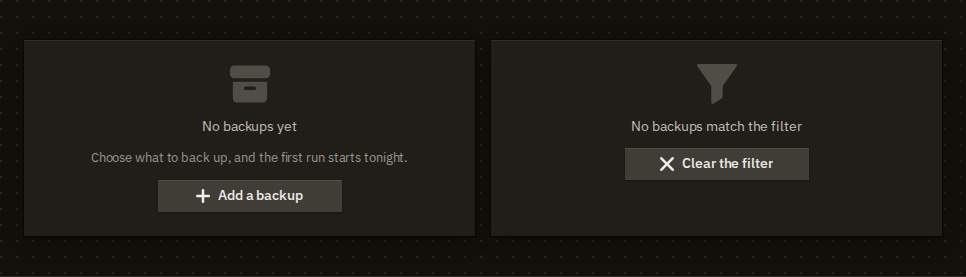 No backups yet
Choose what to back up, and the first run starts tonight.
Add a backup
No backups match the filter
Clear the filter